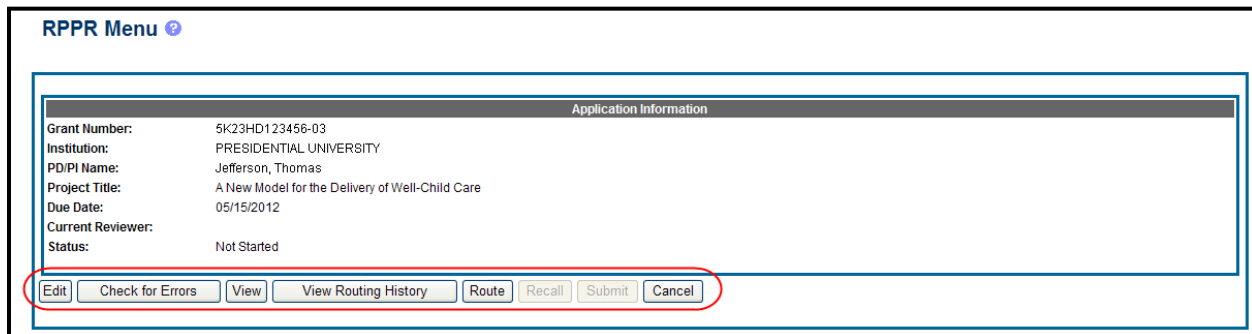 RPPR Menu ?
Application Information
Grant Number: 5K23HD123456-03
Institution: PRESIDENTIAL UNIVERSITY
PD/PI Name: Jefferson, Thomas
Project Title: A New Model for the Delivery of Well-Child Care
Due Date: 05/15/2012
Current Reviewer:
Status: Not Started
Edit Check for Errors View View Routing History Route Recall Submit Cancel